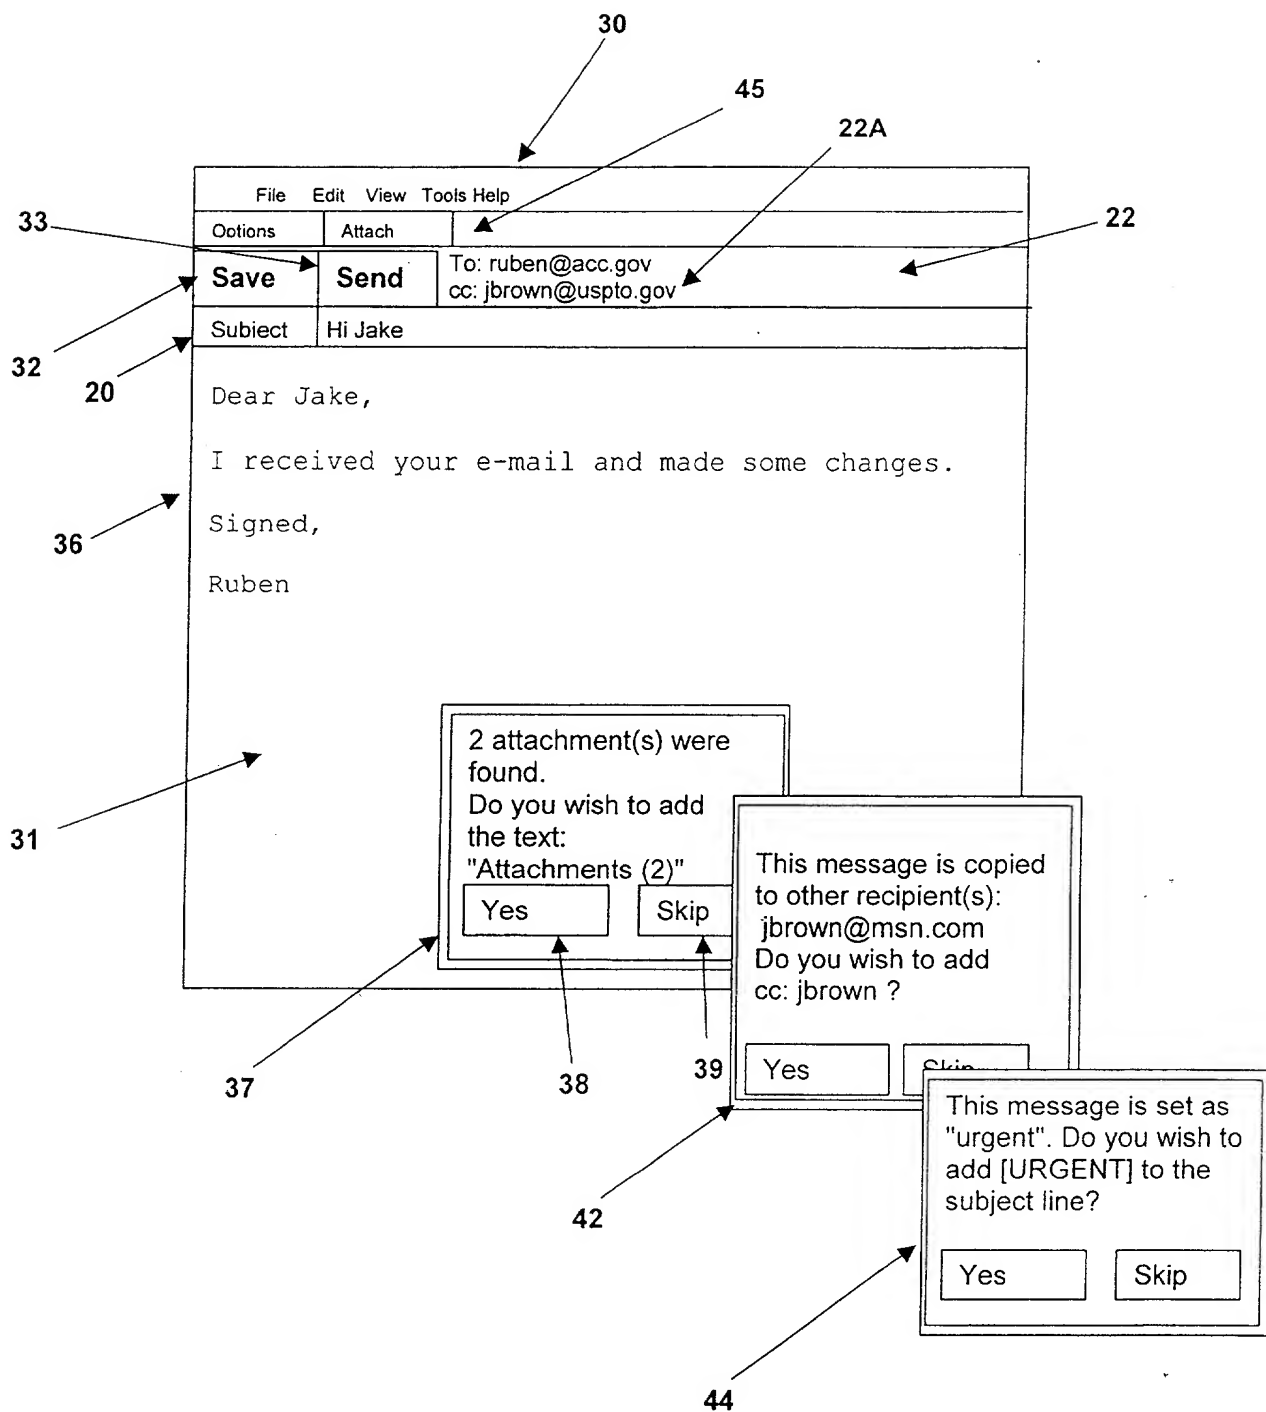 30
45
22A
File Edit View Tools Help
33
Ootions Attach
22
Save Send To: ruben@acc.gov
cc: jbrown@uspto.gov
Subiect Hi Jake
32
20
Dear Jake,
I received your e-mail and made some changes.
Signed,
36
Ruben
2 attachment(s) were
found.
Do you wish to add
the text:
"Attachments (2)"
Yes Skip
31
This message is copied
to other recipient(s):
jbrown@msn.com
Do you wish to add
cc: jbrown ?
Yes Skip
37
38
39
This message is set as
"urgent". Do you wish to
add [URGENT] to the
subject line?
Yes Skip
42
44